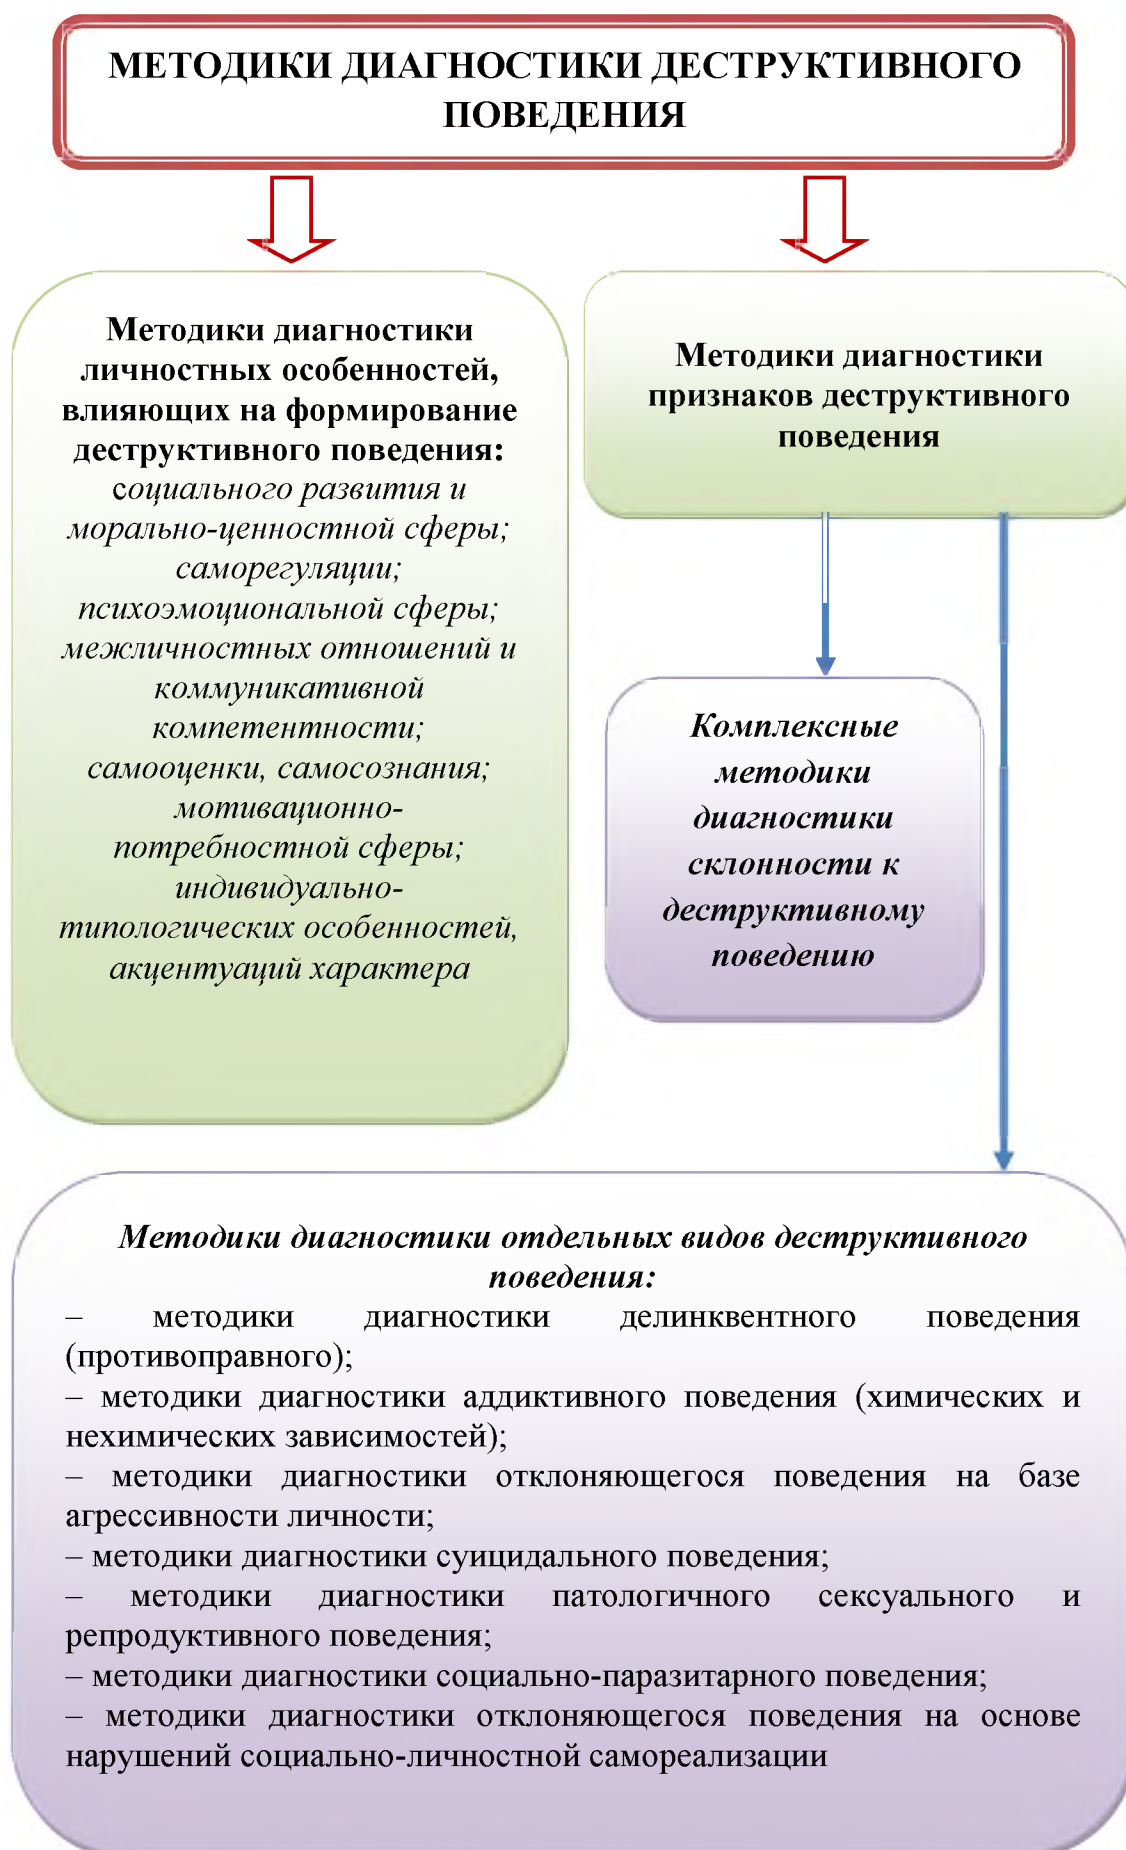 МЕТОДИКИ ДИАГНОСТИКИ ДЕСТРУКТИВНОГО
ПОВЕДЕНИЯ
Методики диагностики
личностных особенностей,
влияющих на формирование
деструктивного поведения:
социального развития и
морально-ценностной сферы;
саморегуляции;
психоэмоциональной сферы;
межличностных отношений и
коммуникативной
компетентности;
самооценки, самосознания;
мотивационно-
потребностной сферы;
индивидуально-
типологических особенностей,
акцентуаций характера
Методики диагностики
признаков деструктивного
поведения
Комплексные
методики
диагностики
склонности к
деструктивному
поведению
Методики диагностики отдельных видов деструктивного
поведения:
– методики диагностики делинквентного поведения
(противоправного);
– методики диагностики аддиктивного поведения (химических и
нехимических зависимостей);
– методики диагностики отклоняющегося поведения на базе
агрессивности личности;
– методики диагностики суицидального поведения;
– методики диагностики патологичного сексуального и
репродуктивного поведения;
– методики диагностики социально-паразитарного поведения;
– методики диагностики отклоняющегося поведения на основе
нарушений социально-личностной самореализации